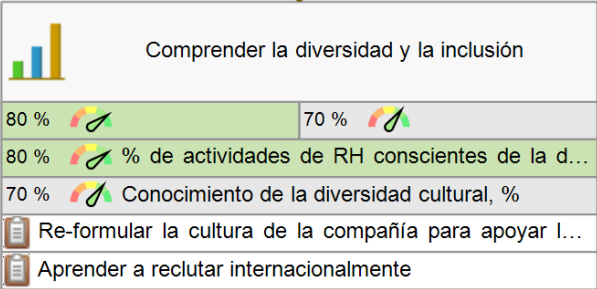 Comprender la diversidad y la inclusión
80 % 70 %
80 % % de actividades de RH conscientes de la d...
70 % Conocimiento de la diversidad cultural, %
Re-formular la cultura de la compañía para apoyar l...
Aprender a reclutar internacionalmente